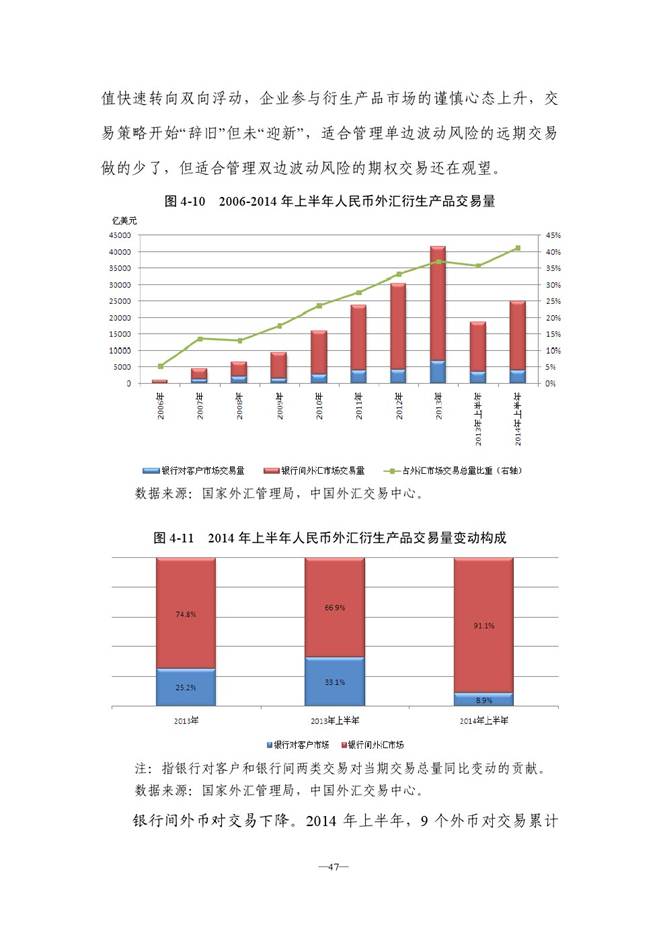 值快速转向双向浮动，企业参与衍生产品市场的谨慎心态上升，交
易策略开始“辞旧”但未“迎新”，适合管理单边波动风险的远期交易
做的少了，但适合管理双边波动风险的期权交易还在观望。
图 4-10 2006-2014 年上半年人民币外汇衍生产品交易量
亿美元
45000 45%
40000 40%
35000 35%
30000 30%
25000 25%
20000 20%
15000 15%
10000 10%
5000 5%
0 0%
2006年 2007年 2008年 2009年 2010年 2011年 2012年 2013年 2013年上半年 2014年上半年
银行对客户市场交易量 银行间外汇市场交易量 占外汇市场交易总量比重（右轴）
数据来源：国家外汇管理局，中国外汇交易中心。
图 4-11 2014 年上半年人民币外汇衍生产品交易量变动构成
74.8% 66.9% 91.1%
25.2% 33.1% 8.9%
2013年 2013年上半年 2014年上半年
银行对客户市场 银行间外汇市场
注：指银行对客户和银行间两类交易对当期交易总量同比变动的贡献。
数据来源：国家外汇管理局，中国外汇交易中心。
银行间外币对交易下降。2014 年上半年，9 个外币对交易累计
—47—